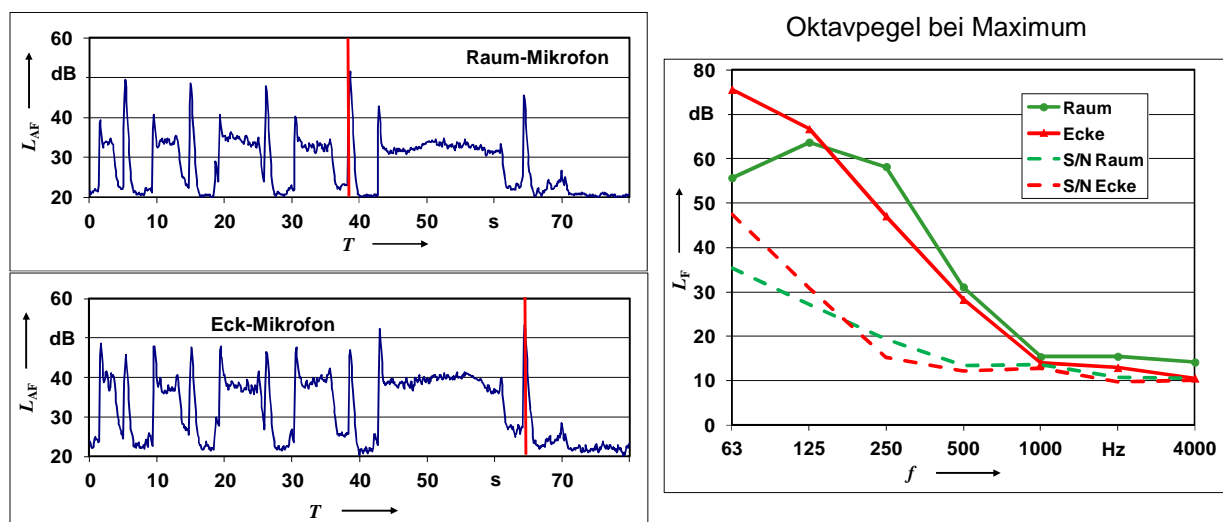 Oktavpegel bei Maximum
60
dB
Raum-Mikrofon
40
30
20
L_AF
0 10 20 30 40 50 s 70
T
60
dB
Eck-Mikrofon
40
30
20
L_AF
0 10 20 30 40 50 s 70
T
80
dB
60
50
40
30
20
10
0
L_F
Raum
Ecke
S/N Raum
S/N Ecke
63 125 250 500 1000 Hz 4000
f